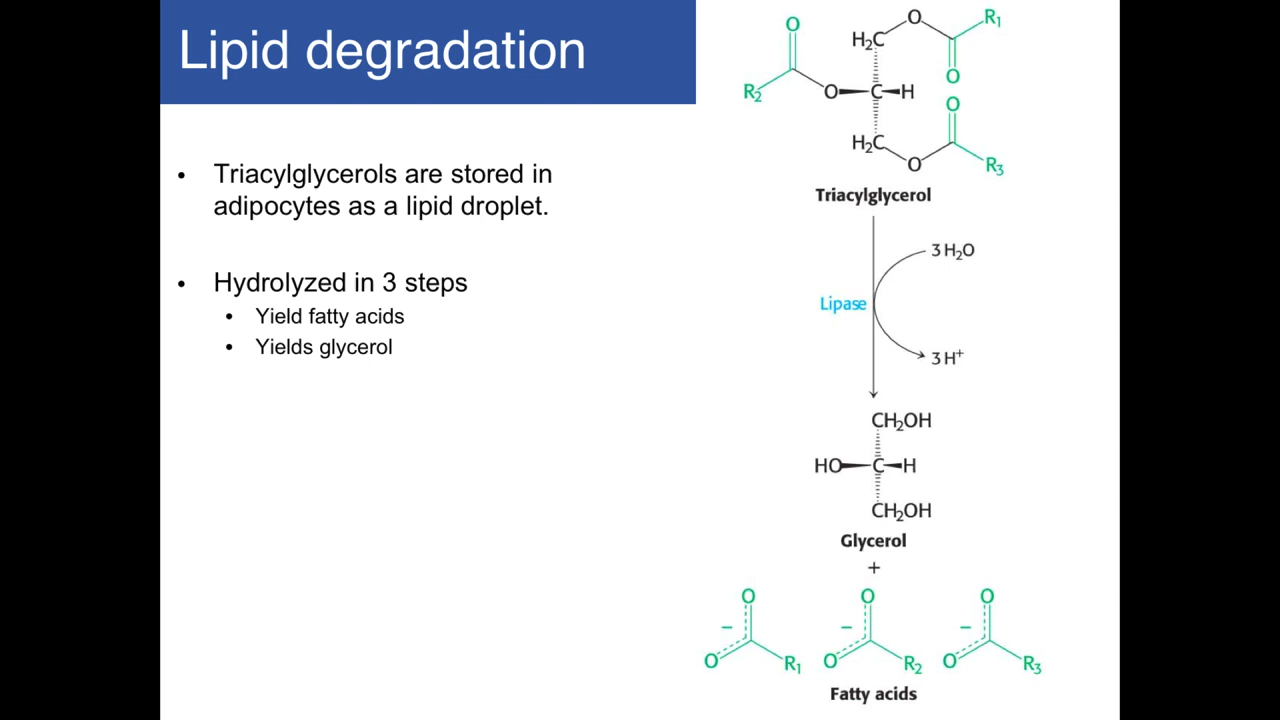 Lipid degradation
• Triacylglycerols are stored in
adipocytes as a lipid droplet.
• Hydrolyzed in 3 steps
• Yield fatty acids
• Yields glycerol
O
O
R₁
H₂C
O
R₂
O
C
H
O
H₂C
O
R₃
Triacylglycerol
3 H₂O
Lipase
3 H⁺
CH₂OH
HO
C
H
CH₂OH
Glycerol
+
O
O
O
−
−
−
O
R₁
O
R₂
O
R₃
Fatty acids